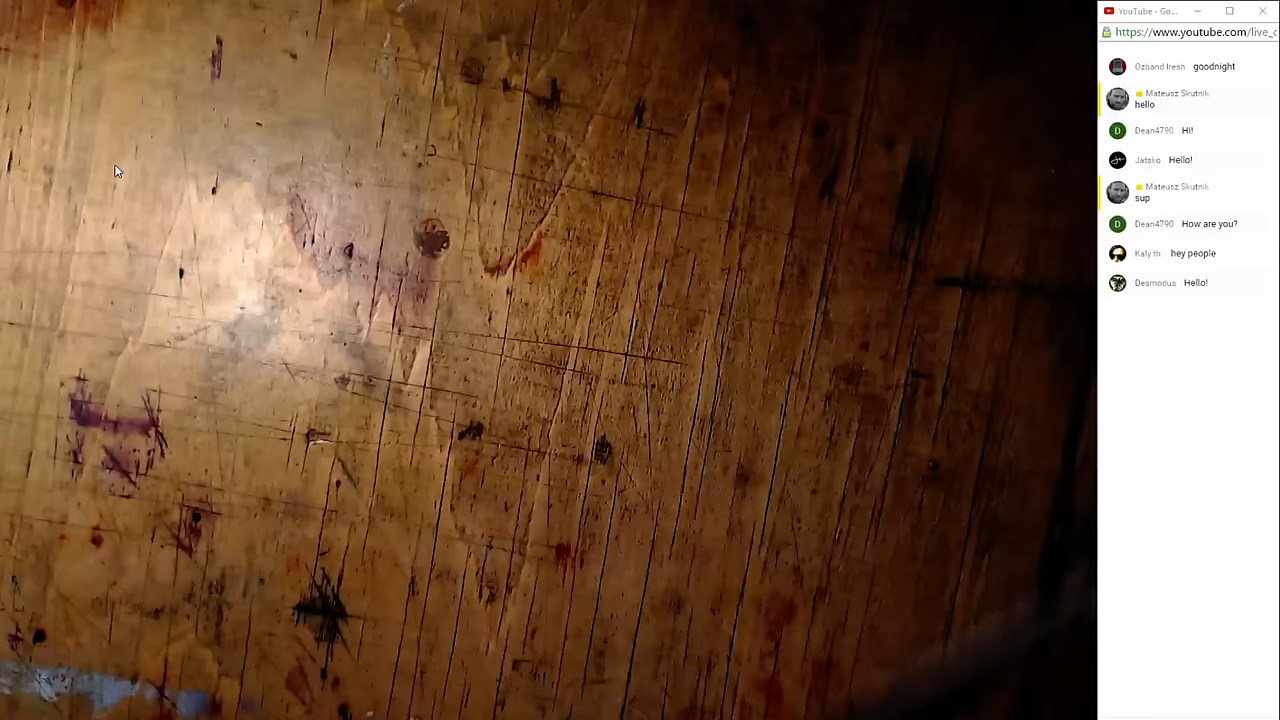 YouTube - Go...
https://www.youtube.com/live_c
Ozband Iresh goodnight
Mateusz Skutnik
hello
D Dean4790 Hi!
Jatsko Hello!
Mateusz Skutnik
sup
D Dean4790 How are you?
Kaly th. hey people
Desmodus Hello!